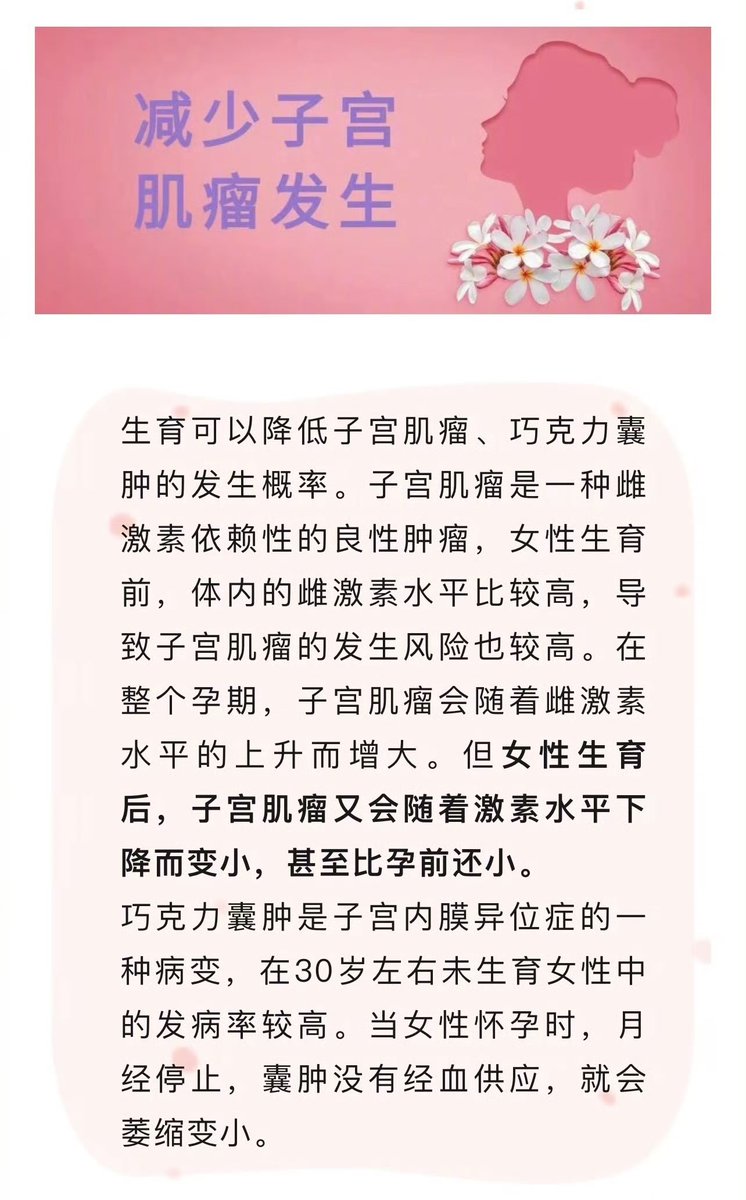 减少子宫
肌瘤发生
生育可以降低子宫肌瘤、巧克力囊
肿的发生概率。子宫肌瘤是一种雌
激素依赖性的良性肿瘤，女性生育
前，体内的雌激素水平比较高，导
致子宫肌瘤的发生风险也较高。在
整个孕期，子宫肌瘤会随着雌激素
水平的上升而增大。但女性生育
后，子宫肌瘤又会随着激素水平下
降而变小，甚至比孕前还小。
巧克力囊肿是子宫内膜异位症的一
种病变，在30岁左右未生育女性中
的发病率较高。当女性怀孕时，月
经停止，囊肿没有经血供应，就会
萎缩变小。